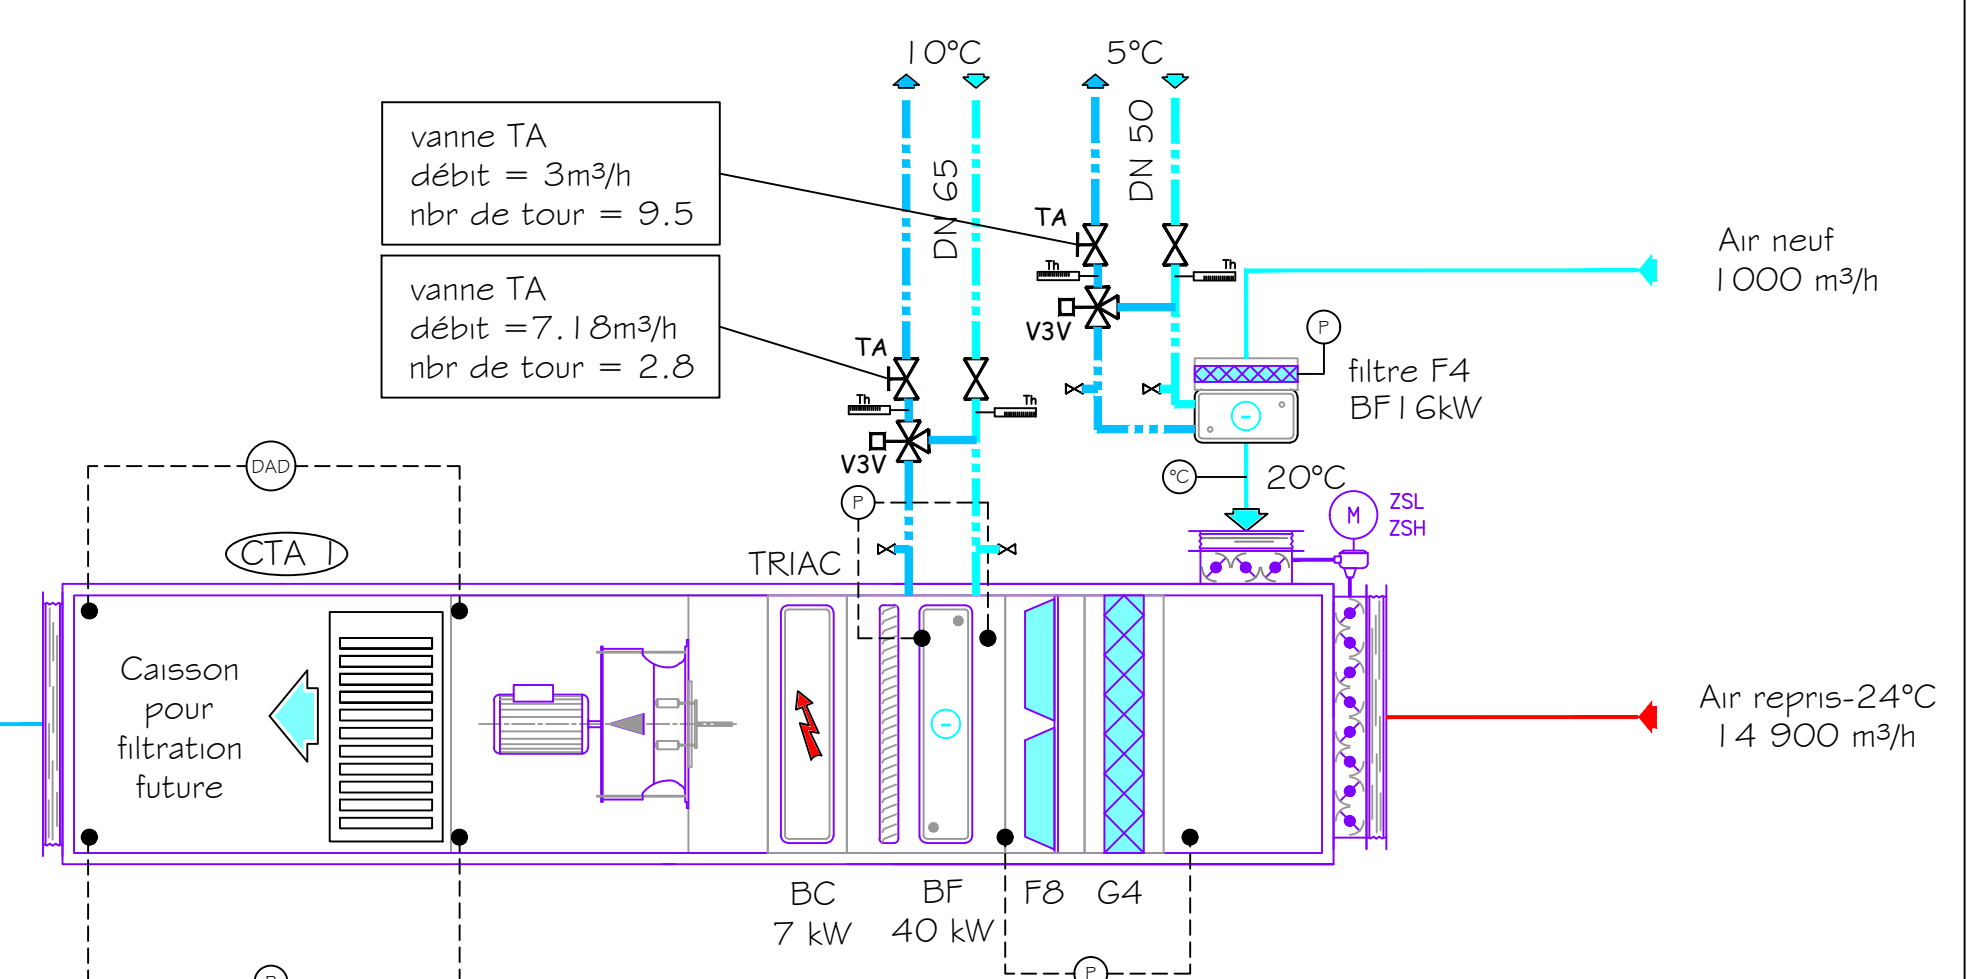 10°C
5°C
vanne TA
débit = 3m³/h
nbr de tour = 9.5
DN 65
DN 50
TA
Th
Th
V3V
Air neuf
1000 m³/h
vanne TA
débit =7.18m³/h
nbr de tour = 2.8
TA
Th
Th
V3V
P
filtre F4
BF16kW
-
°C
20°C
DAD
P
M
ZSL
ZSH
CTA 1
TRIAC
Caisson
pour
filtration
future
-
Air repris-24°C
14 900 m³/h
BC
7 kW
BF
40 kW
F8
G4
P
P